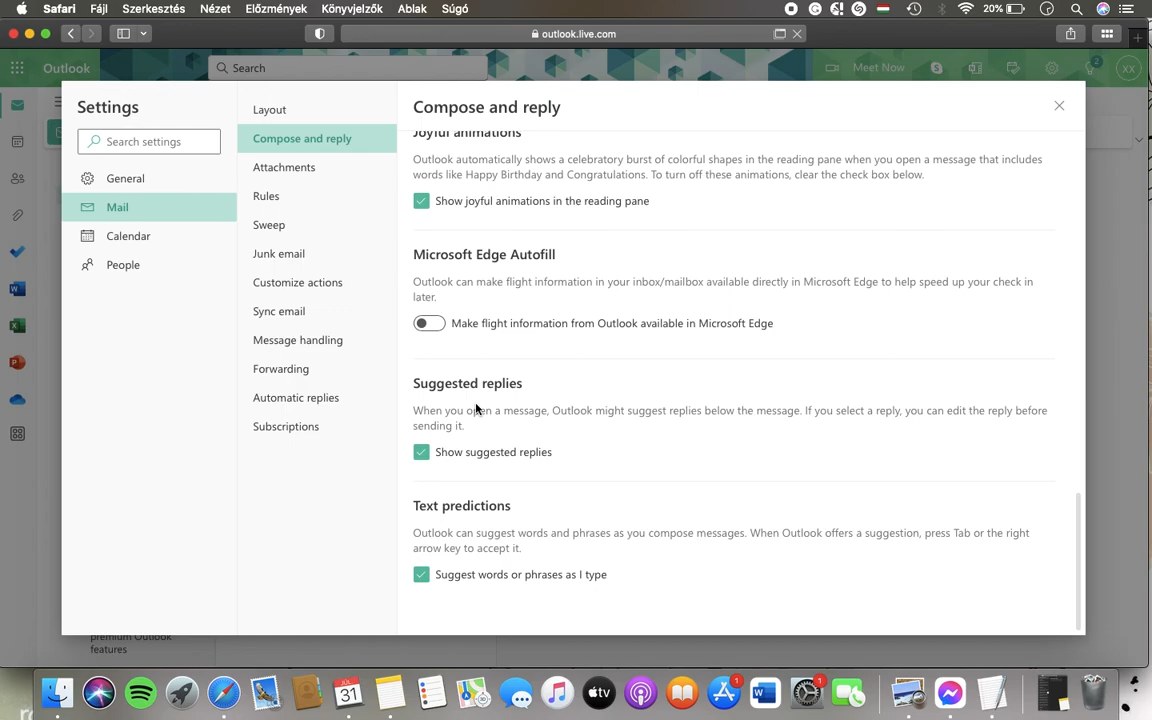 Safari Fájl Szerkesztés Nézet Előzmények Könyvjelzők Ablak Súgó 20%
outlook.live.com
Outlook Search Meet Now 2 XX
Settings
Search settings
General
Mail
Calendar
People
Layout
Compose and reply
Attachments
Rules
Sweep
Junk email
Customize actions
Sync email
Message handling
Forwarding
Automatic replies
Subscriptions
Compose and reply
Joyful animations
Outlook automatically shows a celebratory burst of colorful shapes in the reading pane when you open a message that includes
words like Happy Birthday and Congratulations. To turn off these animations, clear the check box below.
Show joyful animations in the reading pane
Microsoft Edge Autofill
Outlook can make flight information in your inbox/mailbox available directly in Microsoft Edge to help speed up your check in
later.
Make flight information from Outlook available in Microsoft Edge
Suggested replies
When you open a message, Outlook might suggest replies below the message. If you select a reply, you can edit the reply before
sending it.
Show suggested replies
Text predictions
Outlook can suggest words and phrases as you compose messages. When Outlook offers a suggestion, press Tab or the right
arrow key to accept it.
Suggest words or phrases as I type
premium Outlook
features
JUL
31
tv
1
1